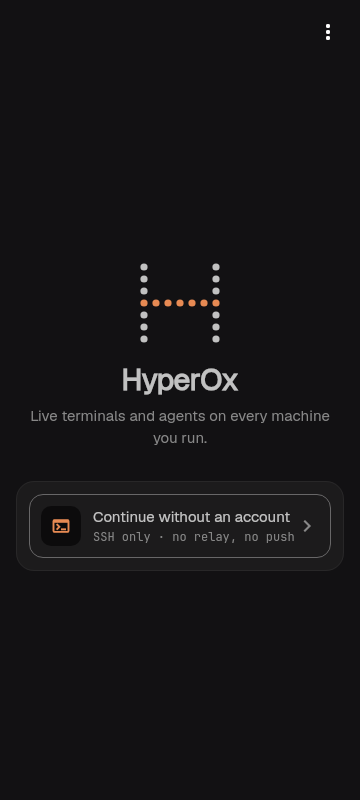 HyperOx
Live terminals and agents on every machine
you run.
Continue without an account
SSH only · no relay, no push